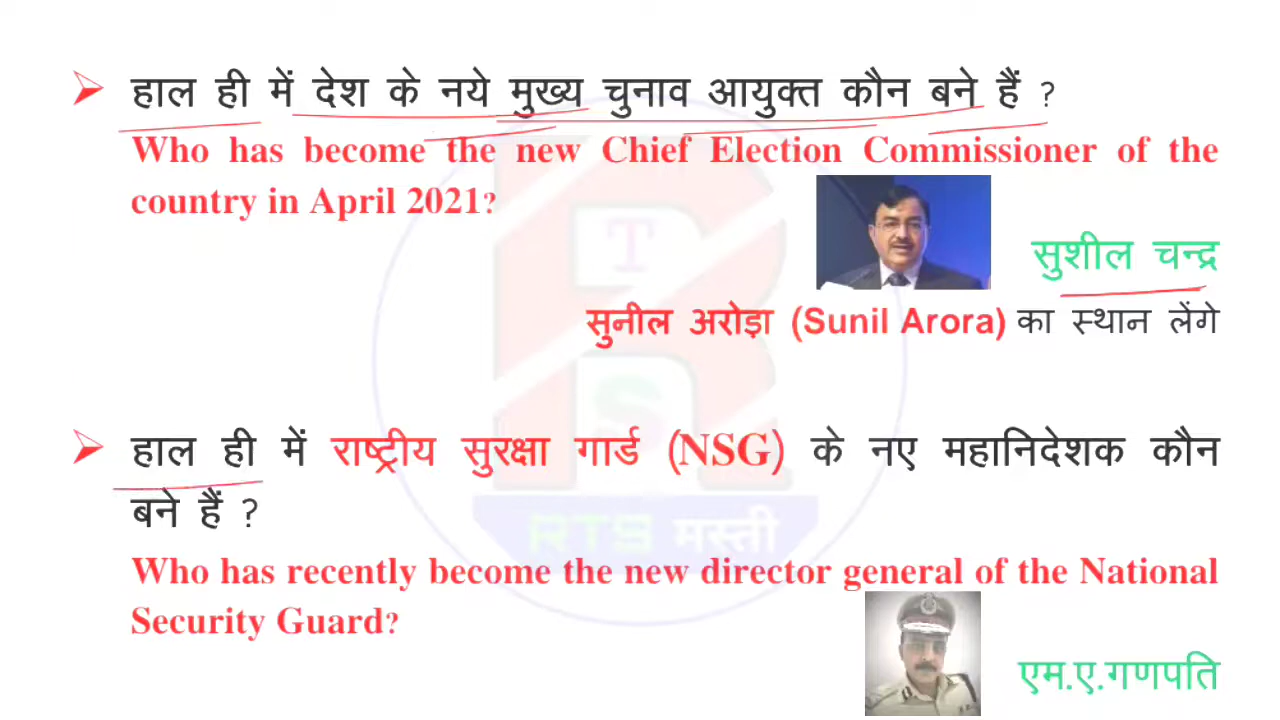 हाल ही में देश के नये मुख्य चुनाव आयुक्त कौन बने हैं ?
Who has become the new Chief Election Commissioner of the
country in April 2021?
सुशील चन्द्र
सुनील अरोड़ा (Sunil Arora) का स्थान लेंगे
हाल ही में राष्ट्रीय सुरक्षा गार्ड (NSG) के नए महानिदेशक कौन
बने हैं ?
RTS मस्ती
Who has recently become the new director general of the National
Security Guard?
एम.ए.गणपति